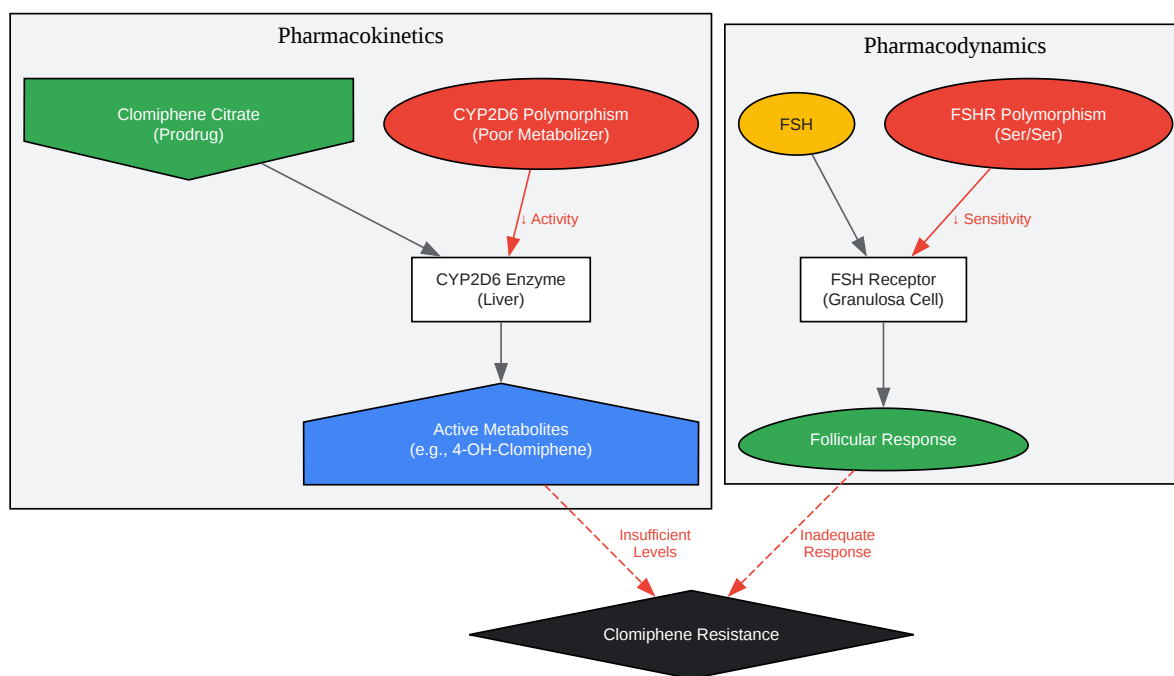 Pharmacokinetics
Clomiphene Citrate
(Prodrug)
CYP2D6 Polymorphism
(Poor Metabolizer)
↓ Activity
CYP2D6 Enzyme
(Liver)
Active Metabolites
(e.g., 4-OH-Clomiphene)
Pharmacodynamics
FSH
FSHR Polymorphism
(Ser/Ser)
↓ Sensitivity
FSH Receptor
(Granulosa Cell)
Follicular Response
Insufficient
Levels
Inadequate
Response
Clomiphene Resistance